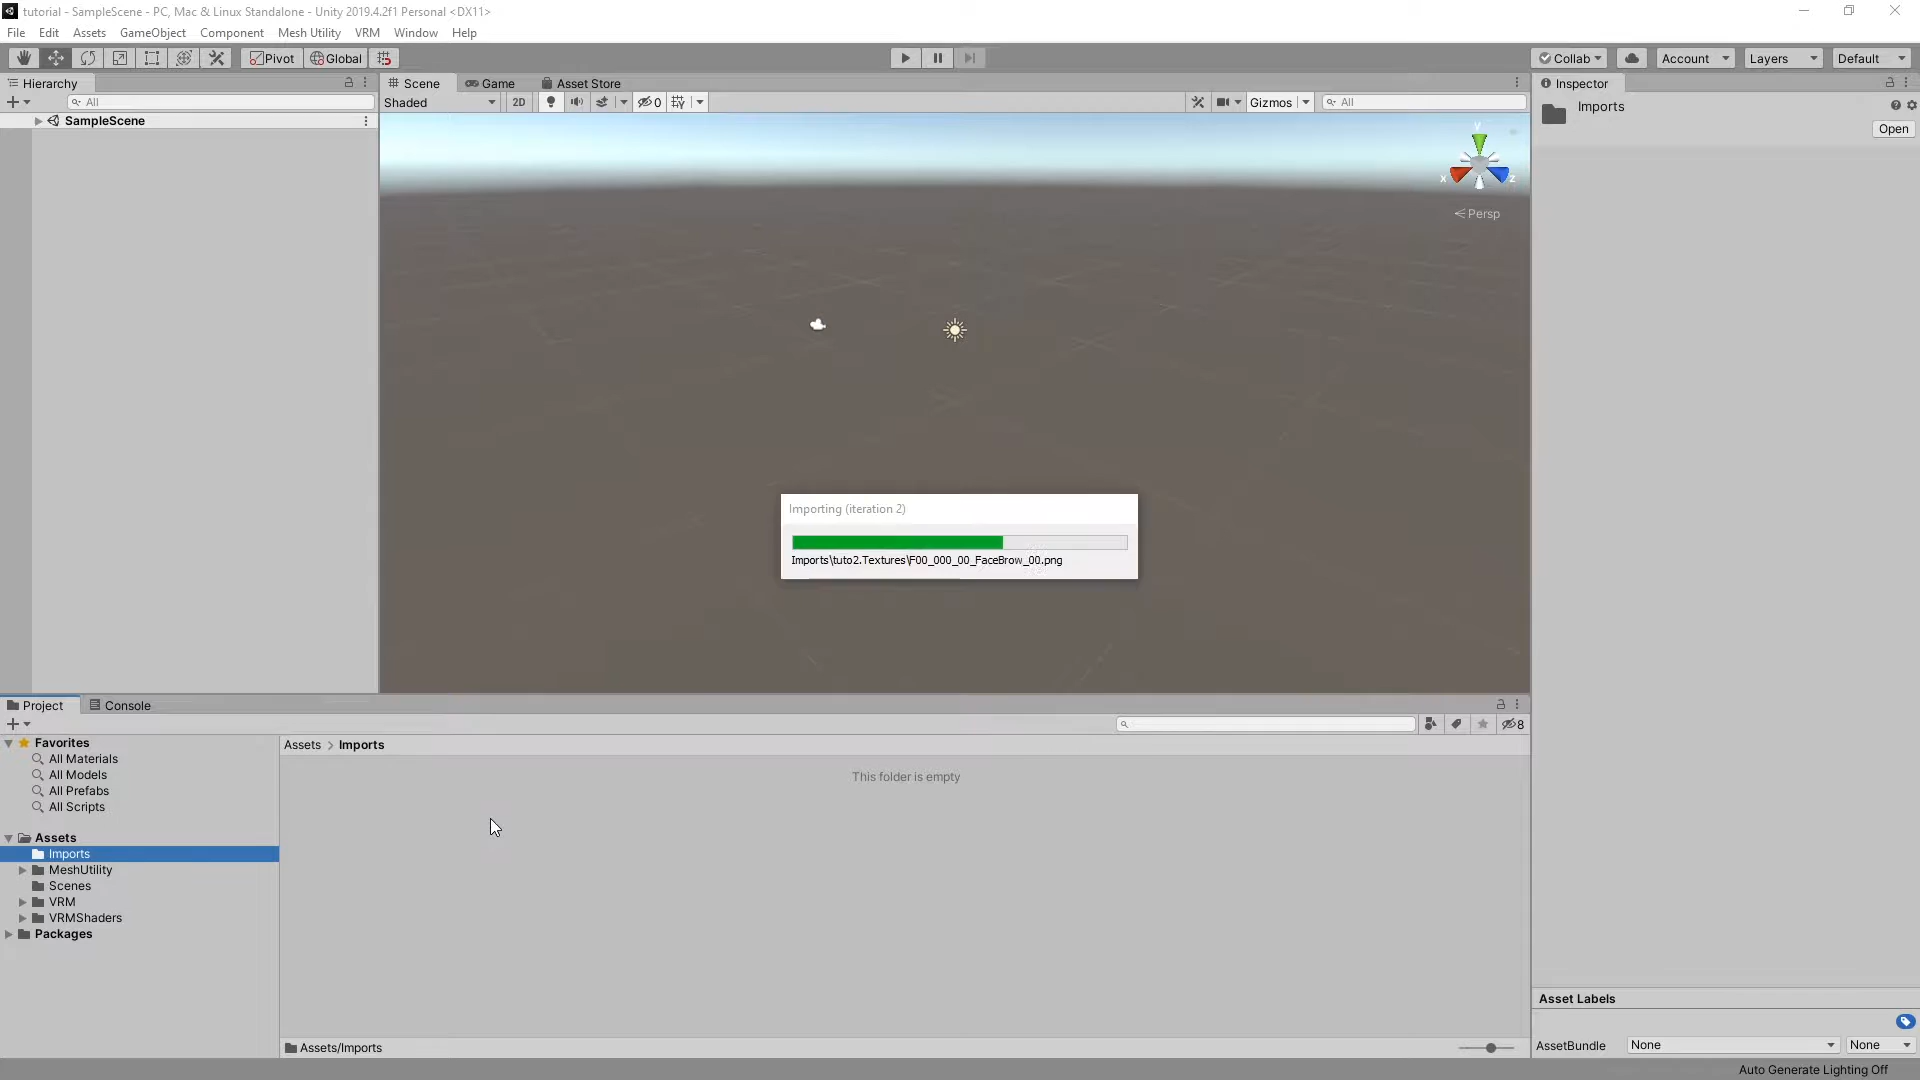 tutorial - SampleScene - PC, Mac & Linux Standalone - Unity 2019.4.2f1 Personal <DX11>
File Edit Assets GameObject Component Mesh Utility VRM Window Help
Pivot Global Collab Account Layers Default
Hierarchy
All
SampleScene
Scene Game Asset Store
Shaded 2D 0 Gizmos All
y
x z
Persp
Importing (iteration 2)
Imports\tuto2.Textures\F00_000_00_FaceBrow_00.png
Inspector
Imports
Open
Project Console
8
Favorites
All Materials
All Models
All Prefabs
All Scripts
Assets
Imports
MeshUtility
Scenes
VRM
VRMShaders
Packages
Assets > Imports
This folder is empty
Assets/Imports
Asset Labels
AssetBundle None None
Auto Generate Lighting Off